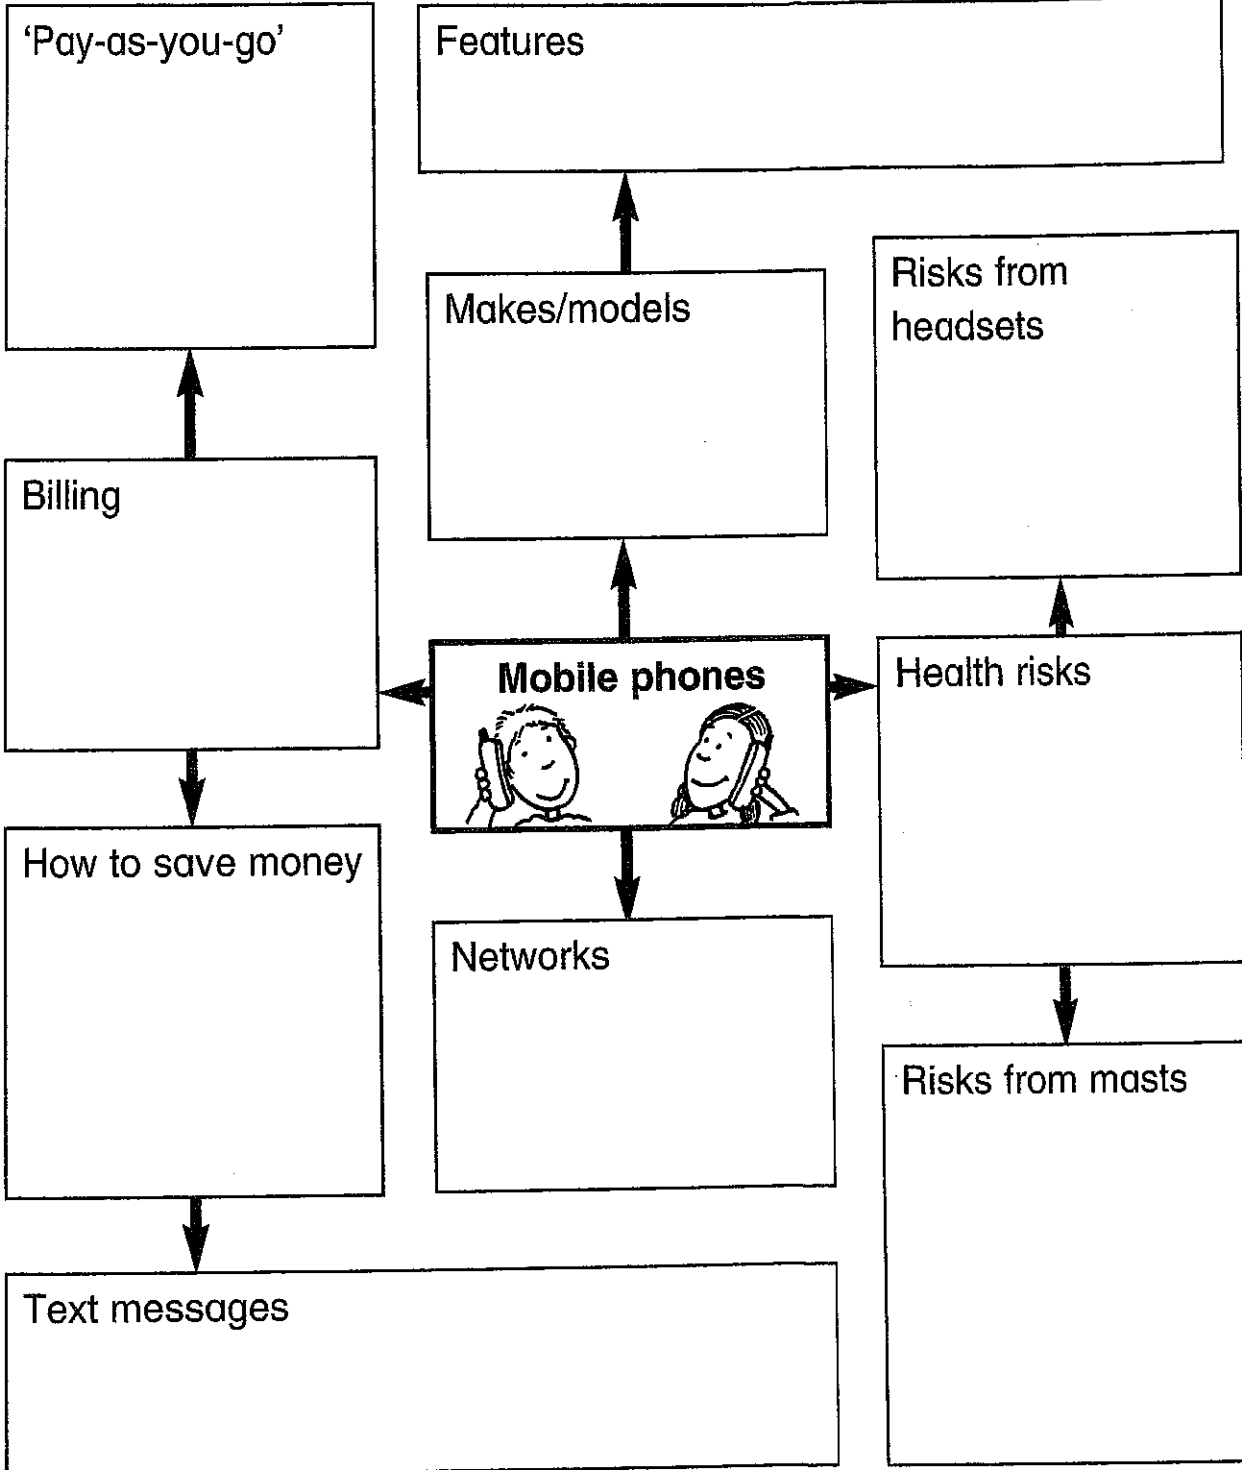 'Pay-as-you-go'
Features
Makes/models
Risks from
headsets
Billing
Mobile phones
Health risks
How to save money
Networks
Risks from masts
Text messages